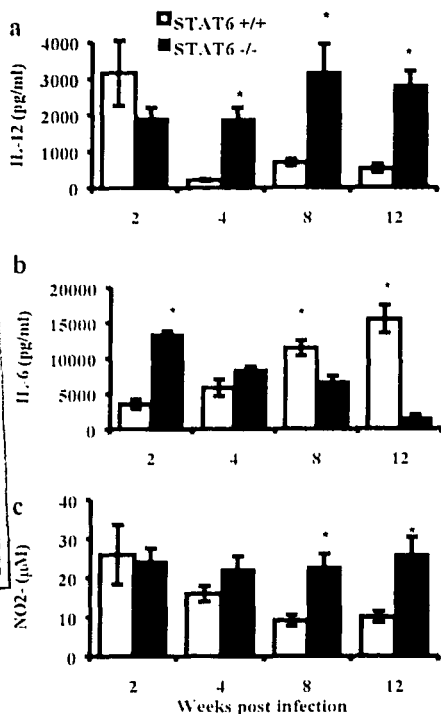 a
STAT6 +/+
STAT6 -/-
IL-12 (pg/ml)
4000
3000
2000
1000
0
*
*
*
2 4 8 12
b
IL-6 (pg/ml)
20000
15000
10000
5000
0
*
*
*
2 4 8 12
c
NO2- (μM)
40
30
20
10
0
*
*
2 4 8 12
Weeks post infection